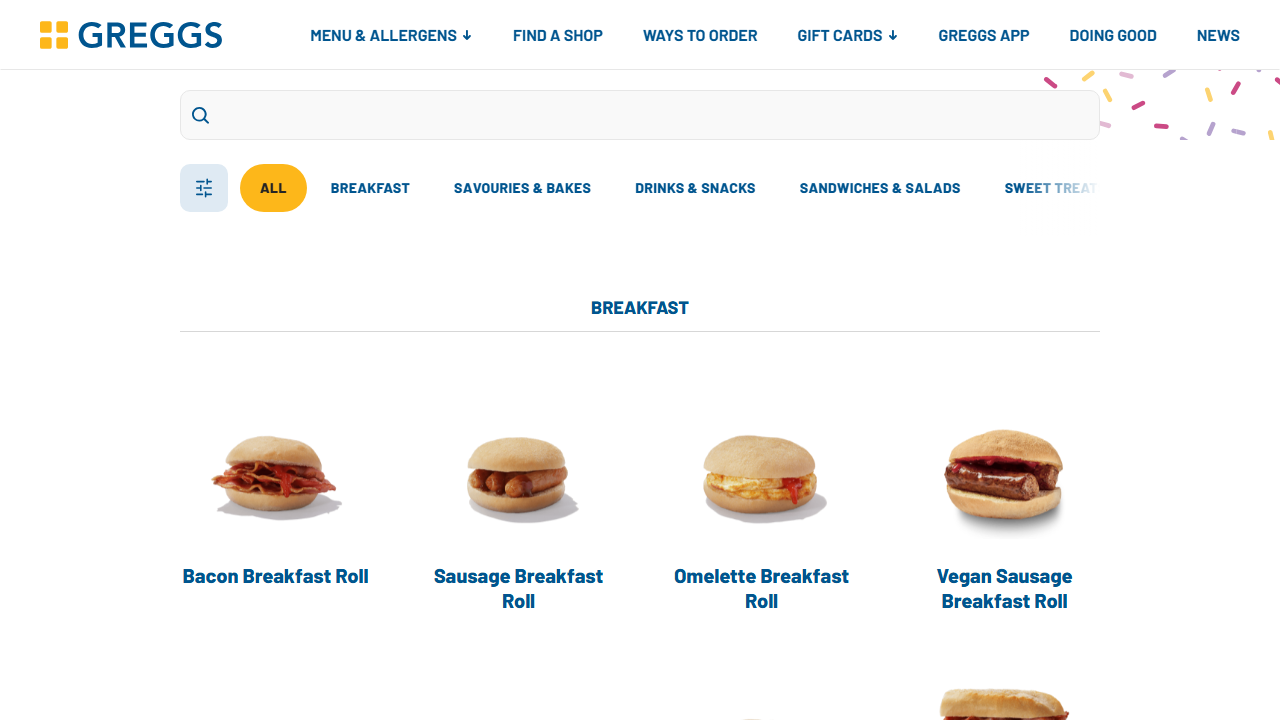 GREGGS
MENU & ALLERGENS
FIND A SHOP
WAYS TO ORDER
GIFT CARDS
GREGGS APP
DOING GOOD
NEWS
ALL
BREAKFAST
SAVOURIES & BAKES
DRINKS & SNACKS
SANDWICHES & SALADS
SWEET TREAT
BREAKFAST
Bacon Breakfast Roll
Sausage Breakfast
Roll
Omelette Breakfast
Roll
Vegan Sausage
Breakfast Roll